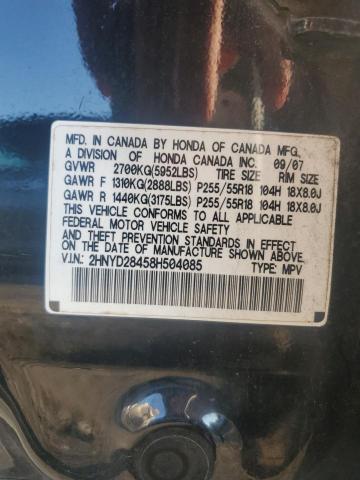 MFD. IN CANADA BY HONDA OF CANADA MFG.
A DIVISION OF HONDA CANADA INC. 09/07
GVWR 2700KG(5952LBS) TIRE SIZE RIM SIZE
GAWR F 1310KG(2888LBS) P255/55R18 104H 18X8.0J
GAWR R 1440KG(3175LBS) P255/55R18 104H 18X8.0J
THIS VEHICLE CONFORMS TO ALL APPLICABLE
FEDERAL MOTOR VEHICLE SAFETY
AND THEFT PREVENTION STANDARDS IN EFFECT
ON THE DATE OF MANUFACTURE SHOWN ABOVE.
V.I.N.: 2HNYD28458H504085 TYPE: MPV